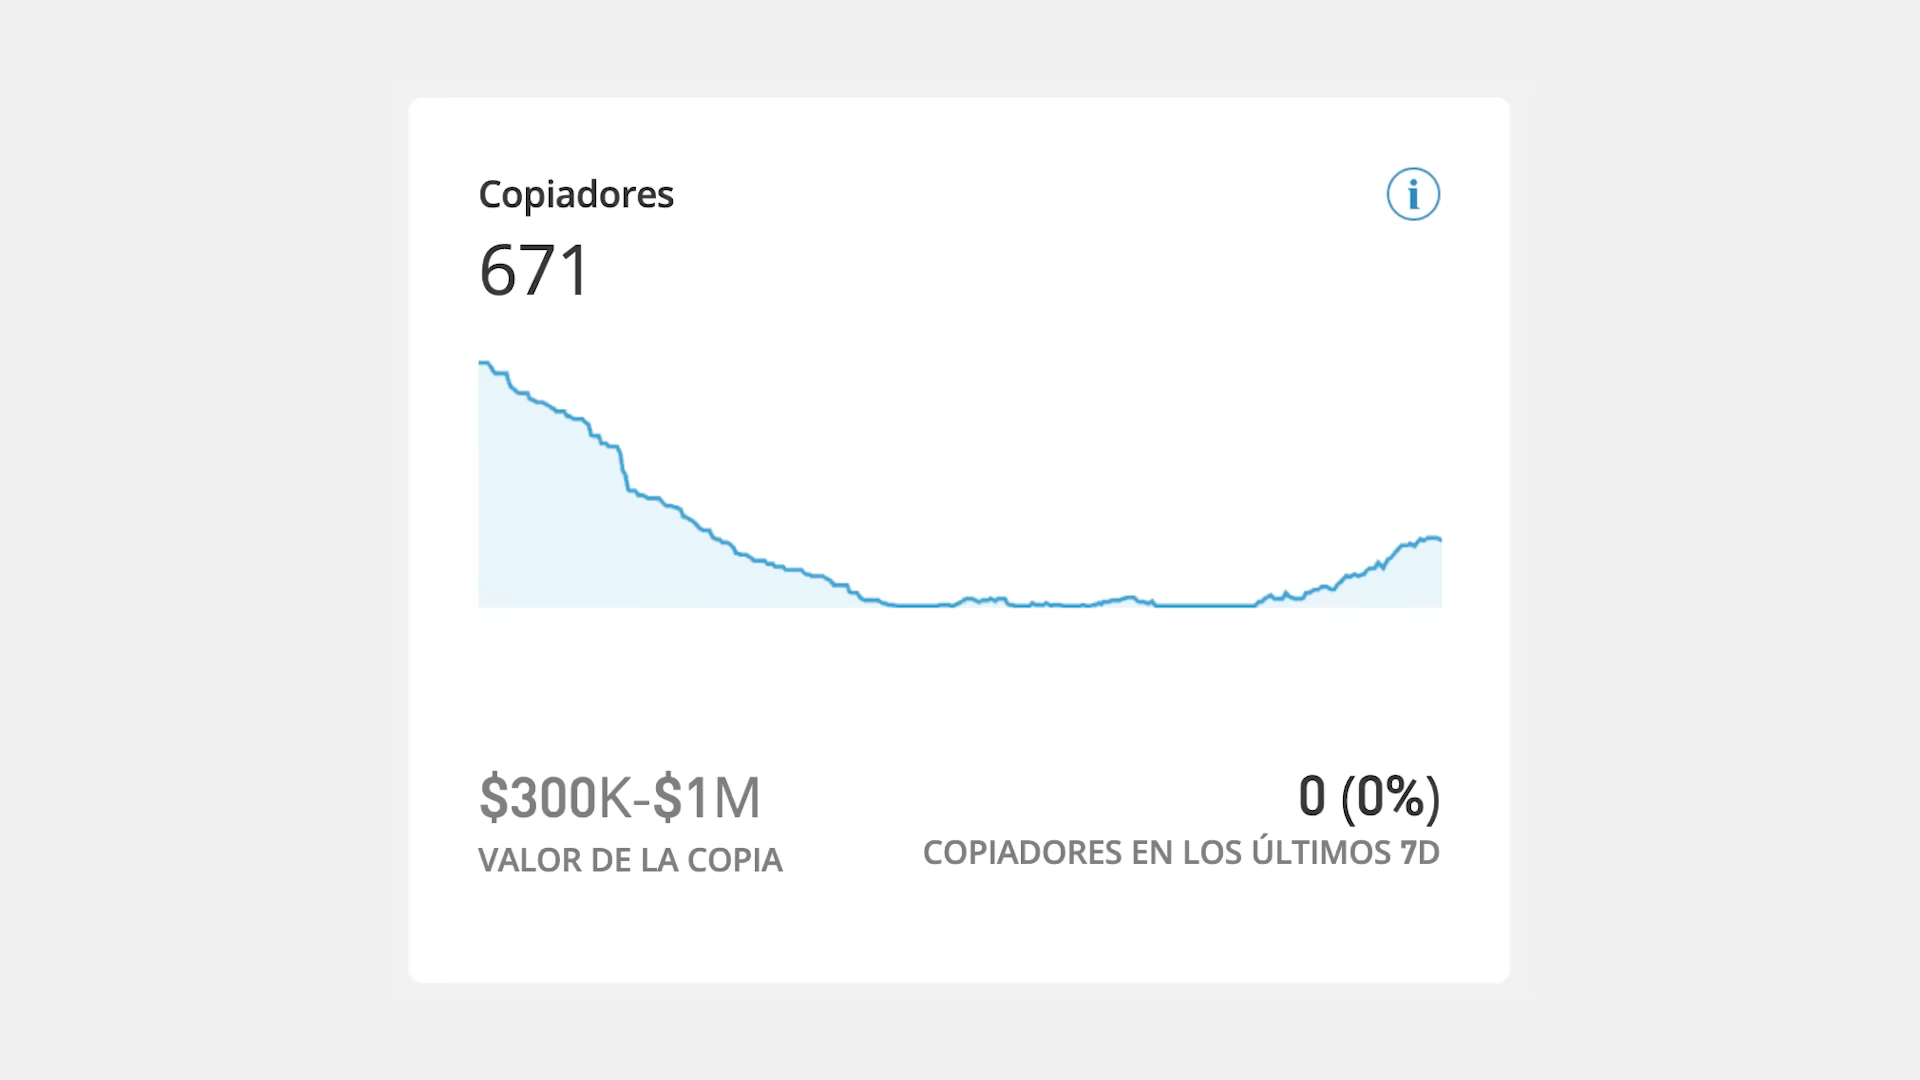 Copiadores
i
671
$300K-$1M
0 (0%)
VALOR DE LA COPIA
COPIADORES EN LOS ÚLTIMOS 7D